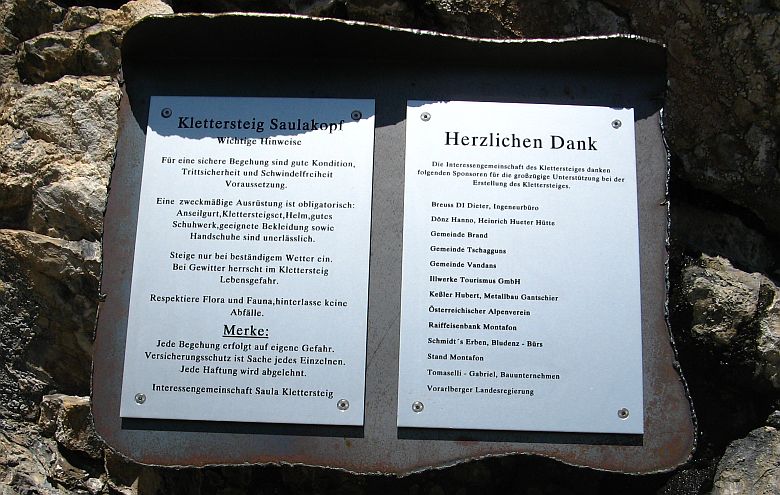 Klettersteig Saulakopf
Wichtige Hinweise
Für eine sichere Begehung sind gute Kondition,
Trittsicherheit und Schwindelfreiheit
Voraussetzung.
Eine zweckmäßige Ausrüstung ist obligatorisch:
Anseilgurt,Klettersteigset,Helm,gutes
Schuhwerk,geeignete Bekleidung sowie
Handschuhe sind unerlässlich.
Steige nur bei beständigem Wetter ein.
Bei Gewitter herrscht im Klettersteig
Lebensgefahr.
Respektiere Flora und Fauna,hinterlasse keine
Abfälle.
Merke:
Jede Begehung erfolgt auf eigene Gefahr.
Versicherungsschutz ist Sache jedes Einzelnen.
Jede Haftung wird abgelehnt.
Interessengemeinschaft Saula Klettersteig
Herzlichen Dank
Die Interessengemeinschaft des Klettersteiges danken
folgenden Sponsoren für die großzügige Unterstützung bei der
Erstellung des Klettersteiges.
Breuss DI Dieter, Ingeneurbüro
Dönz Hanno, Heinrich Hueter Hütte
Gemeinde Brand
Gemeinde Tschagguns
Gemeinde Vandans
Illwerke Tourismus GmbH
Keßler Hubert, Metallbau Gantschier
Österreichischer Alpenverein
Raiffeisenbank Montafon
Schmidt´s Erben, Bludenz - Bürs
Stand Montafon
Tomaselli - Gabriel, Bauunternehmen
Vorarlberger Landesregierung